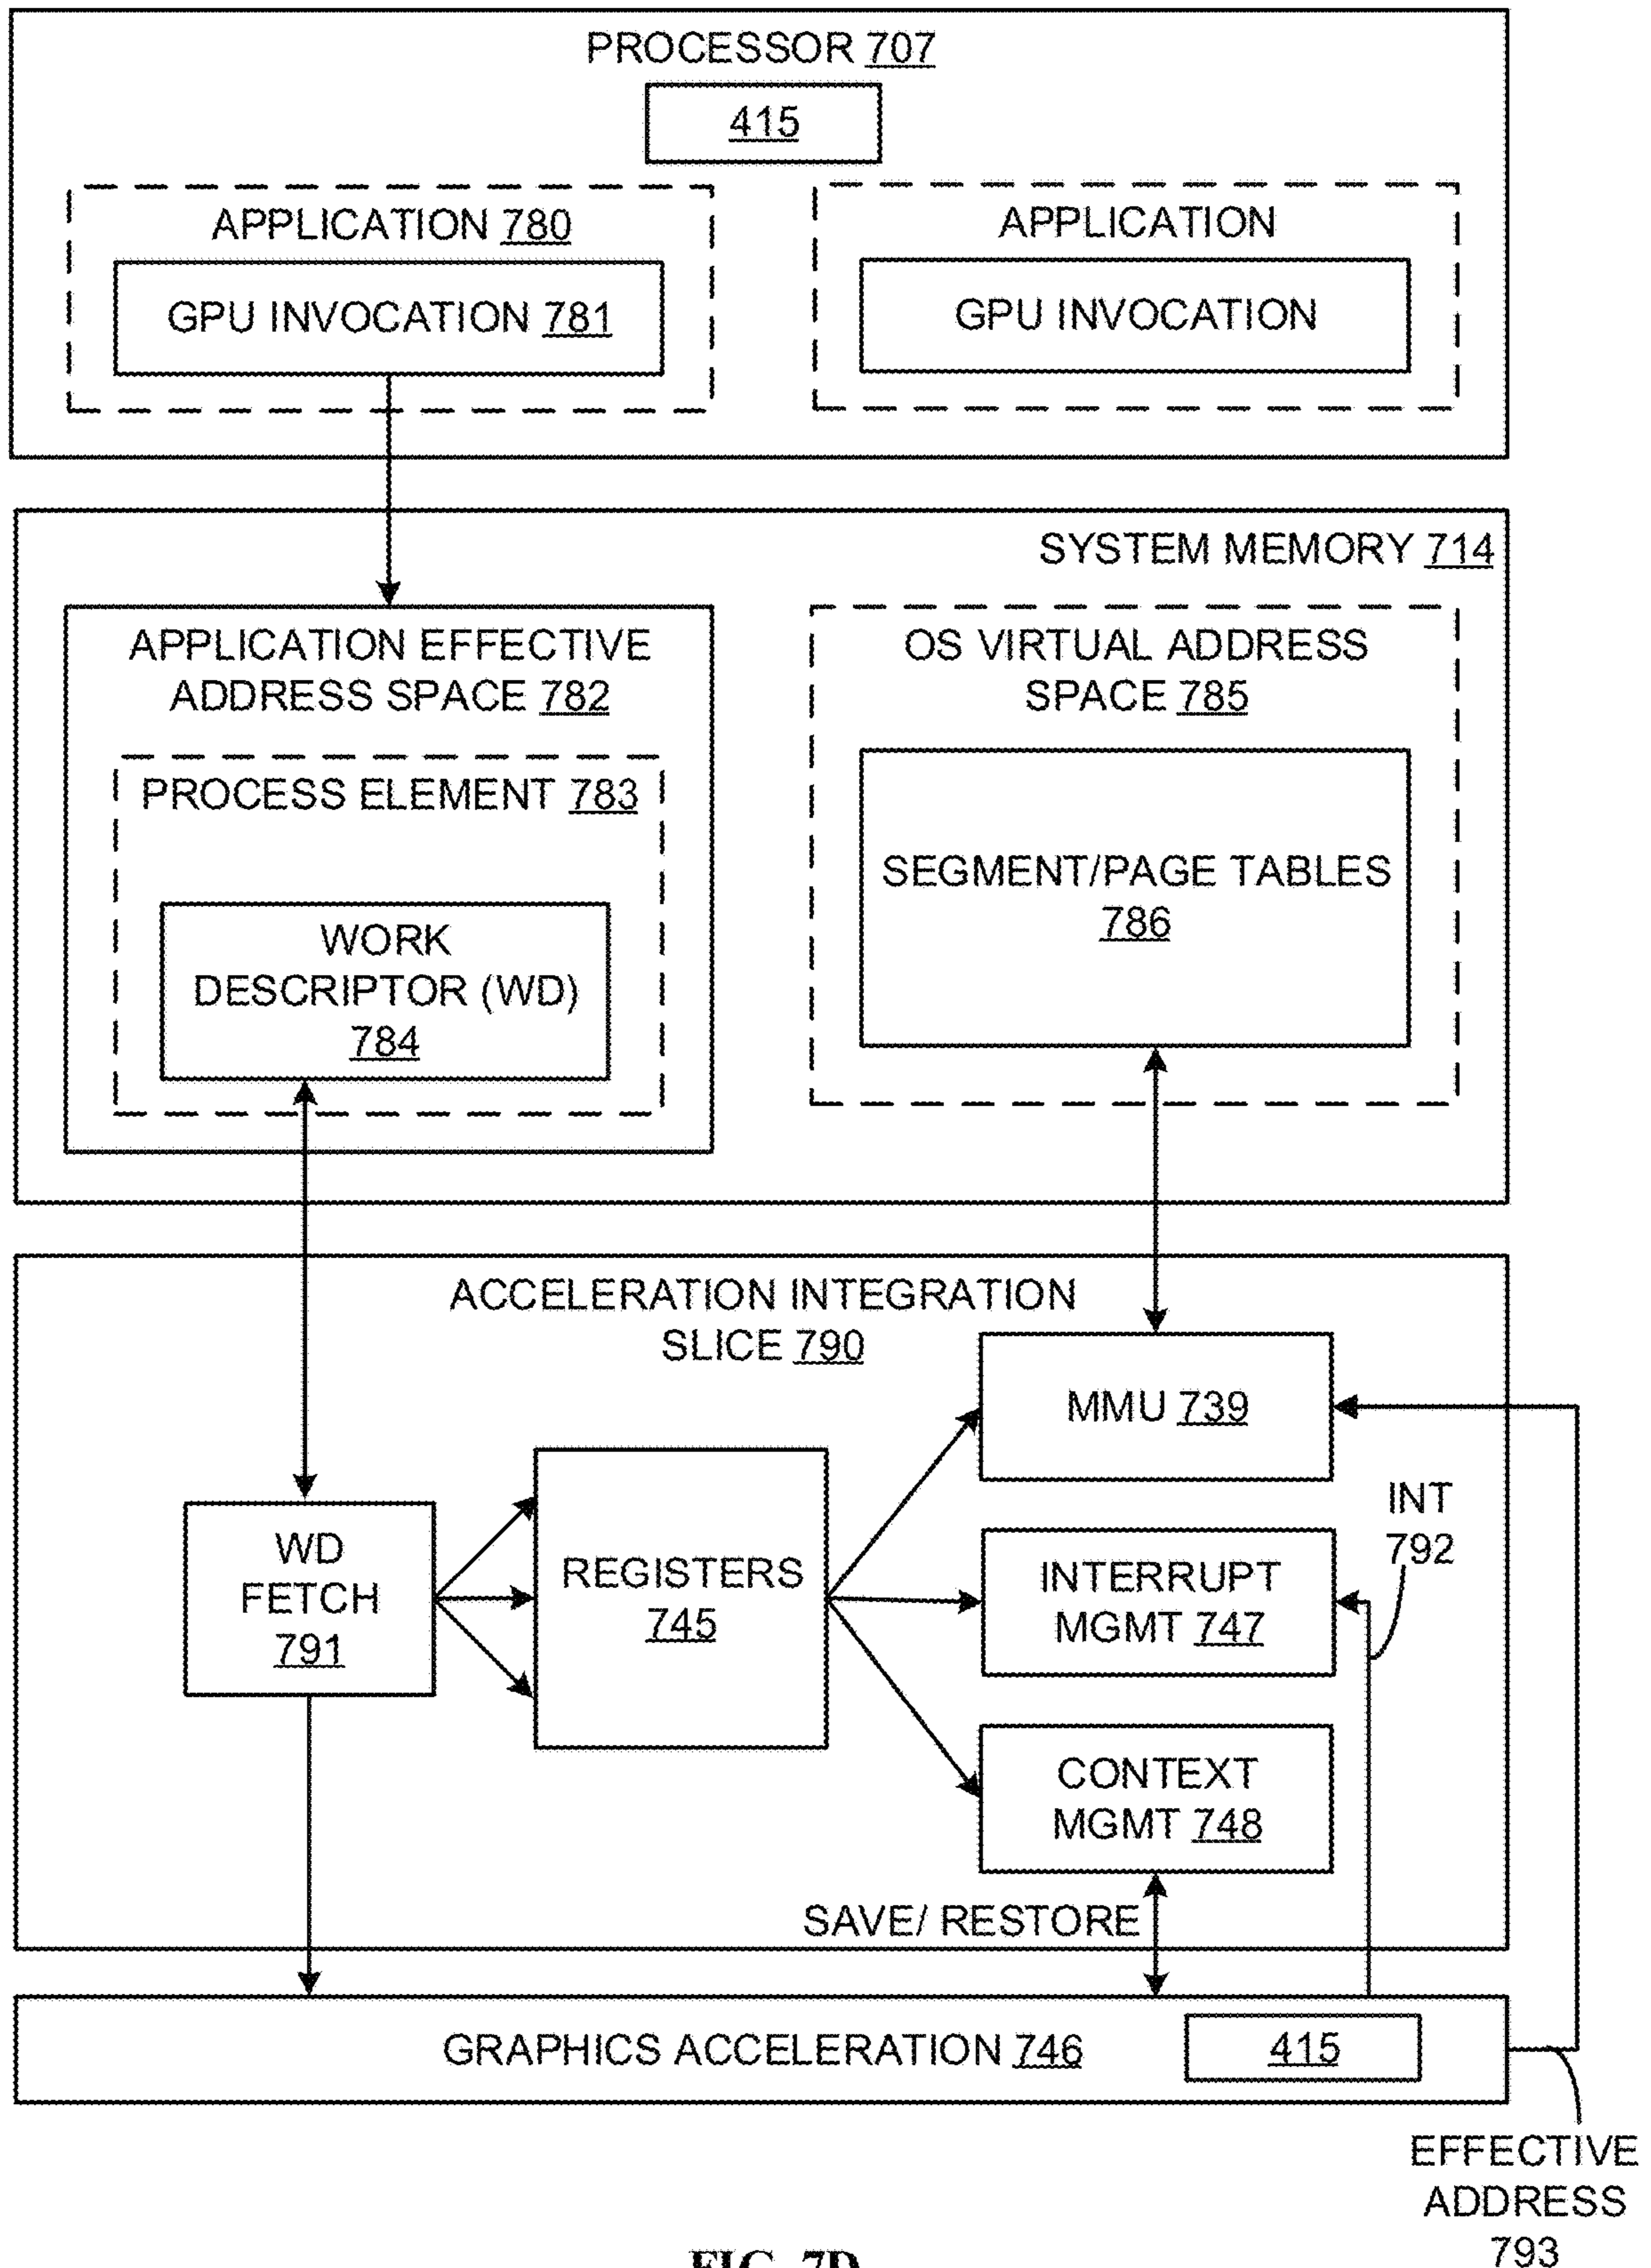 PROCESSOR 707
415
APPLICATION 780
GPU INVOCATION 781
APPLICATION
GPU INVOCATION
SYSTEM MEMORY 714
APPLICATION EFFECTIVE
ADDRESS SPACE 782
PROCESS ELEMENT 783
WORK
DESCRIPTOR (WD)
784
OS VIRTUAL ADDRESS
SPACE 785
SEGMENT/PAGE TABLES
786
ACCELERATION INTEGRATION
SLICE 790
WD
FETCH
791
REGISTERS
745
MMU 739
INTERRUPT
MGMT 747
CONTEXT
MGMT 748
INT
792
SAVE/ RESTORE
GRAPHICS ACCELERATION 746
415
EFFECTIVE
ADDRESS
793
FIG. 7D